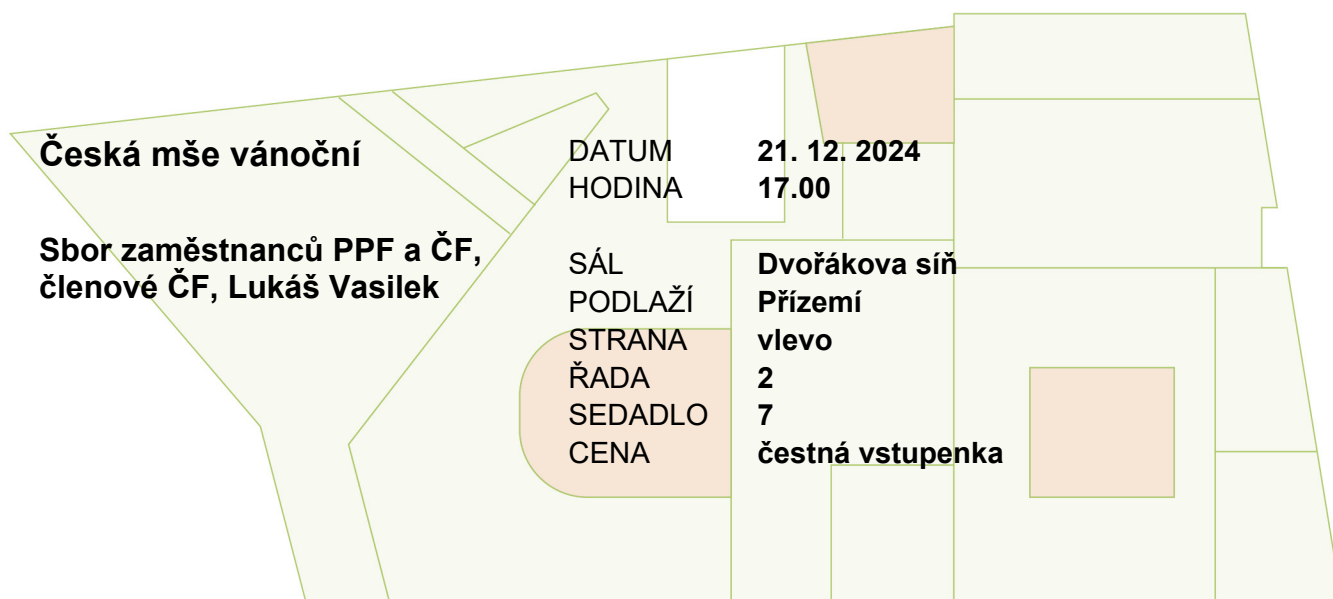 Česká mše vánoční
Sbor zaměstnanců PPF a ČF,
členové ČF, Lukáš Vasilek
DATUM 21. 12. 2024
HODINA 17.00
SÁL Dvořákova síň
PODLAŽÍ Přízemí
STRANA vlevo
ŘADA 2
SEDADLO 7
CENA čestná vstupenka